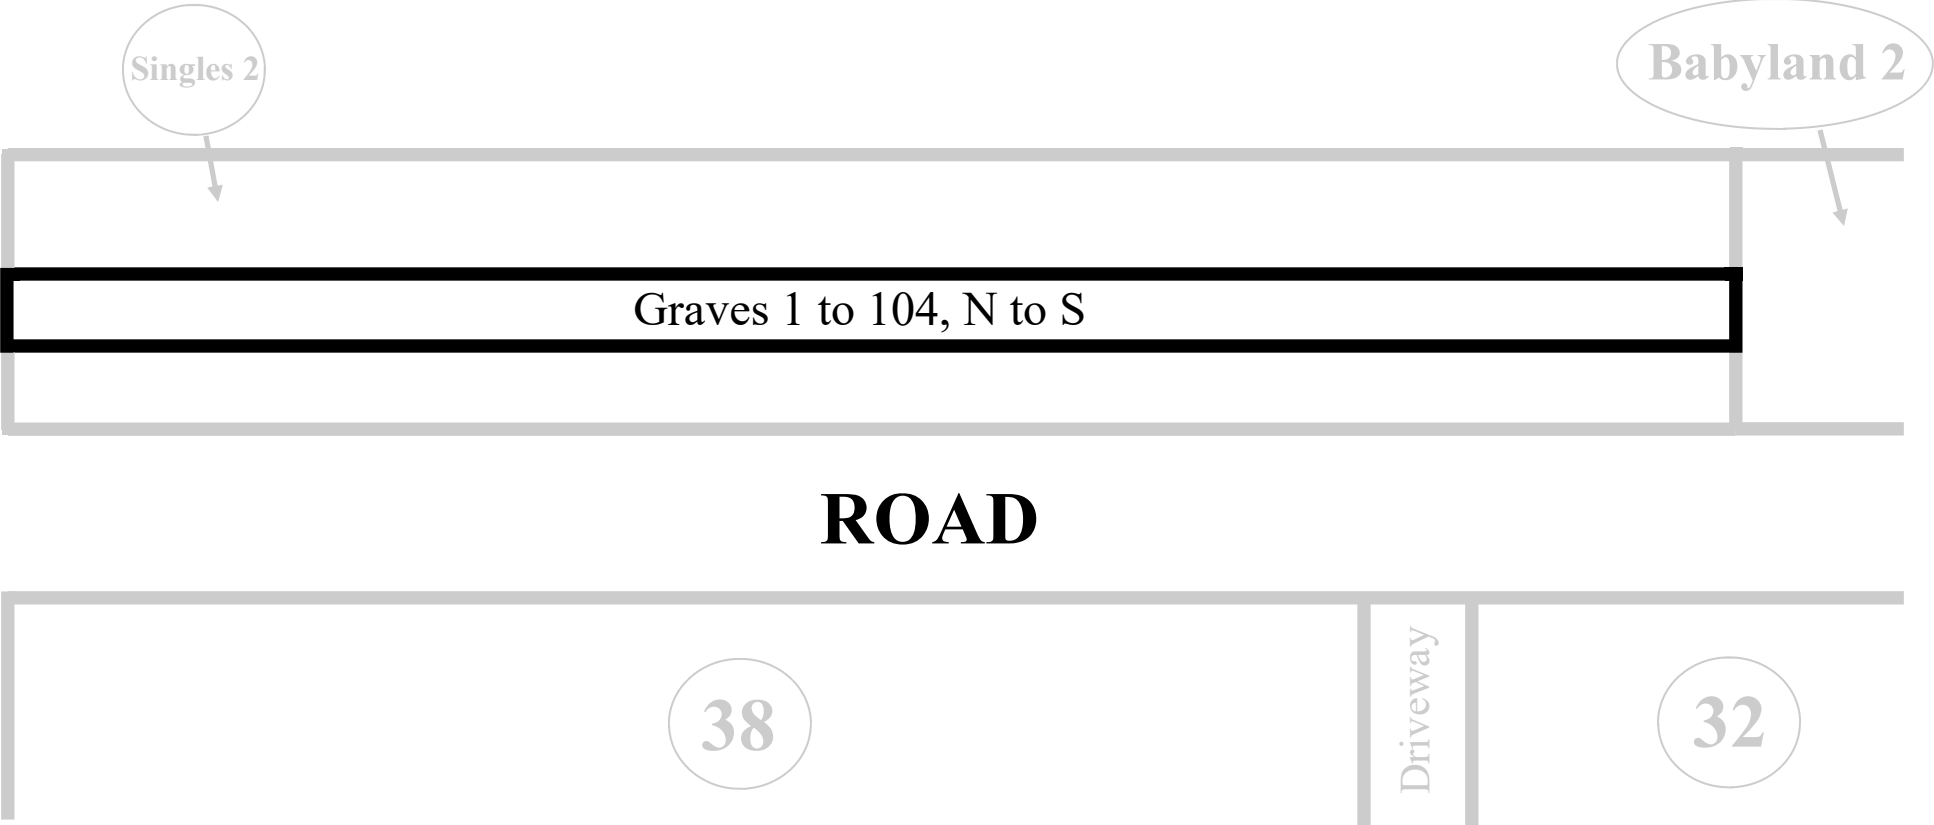 Singles 2
Babyland 2
Graves 1 to 104, N to S
ROAD
38
Driveway
32